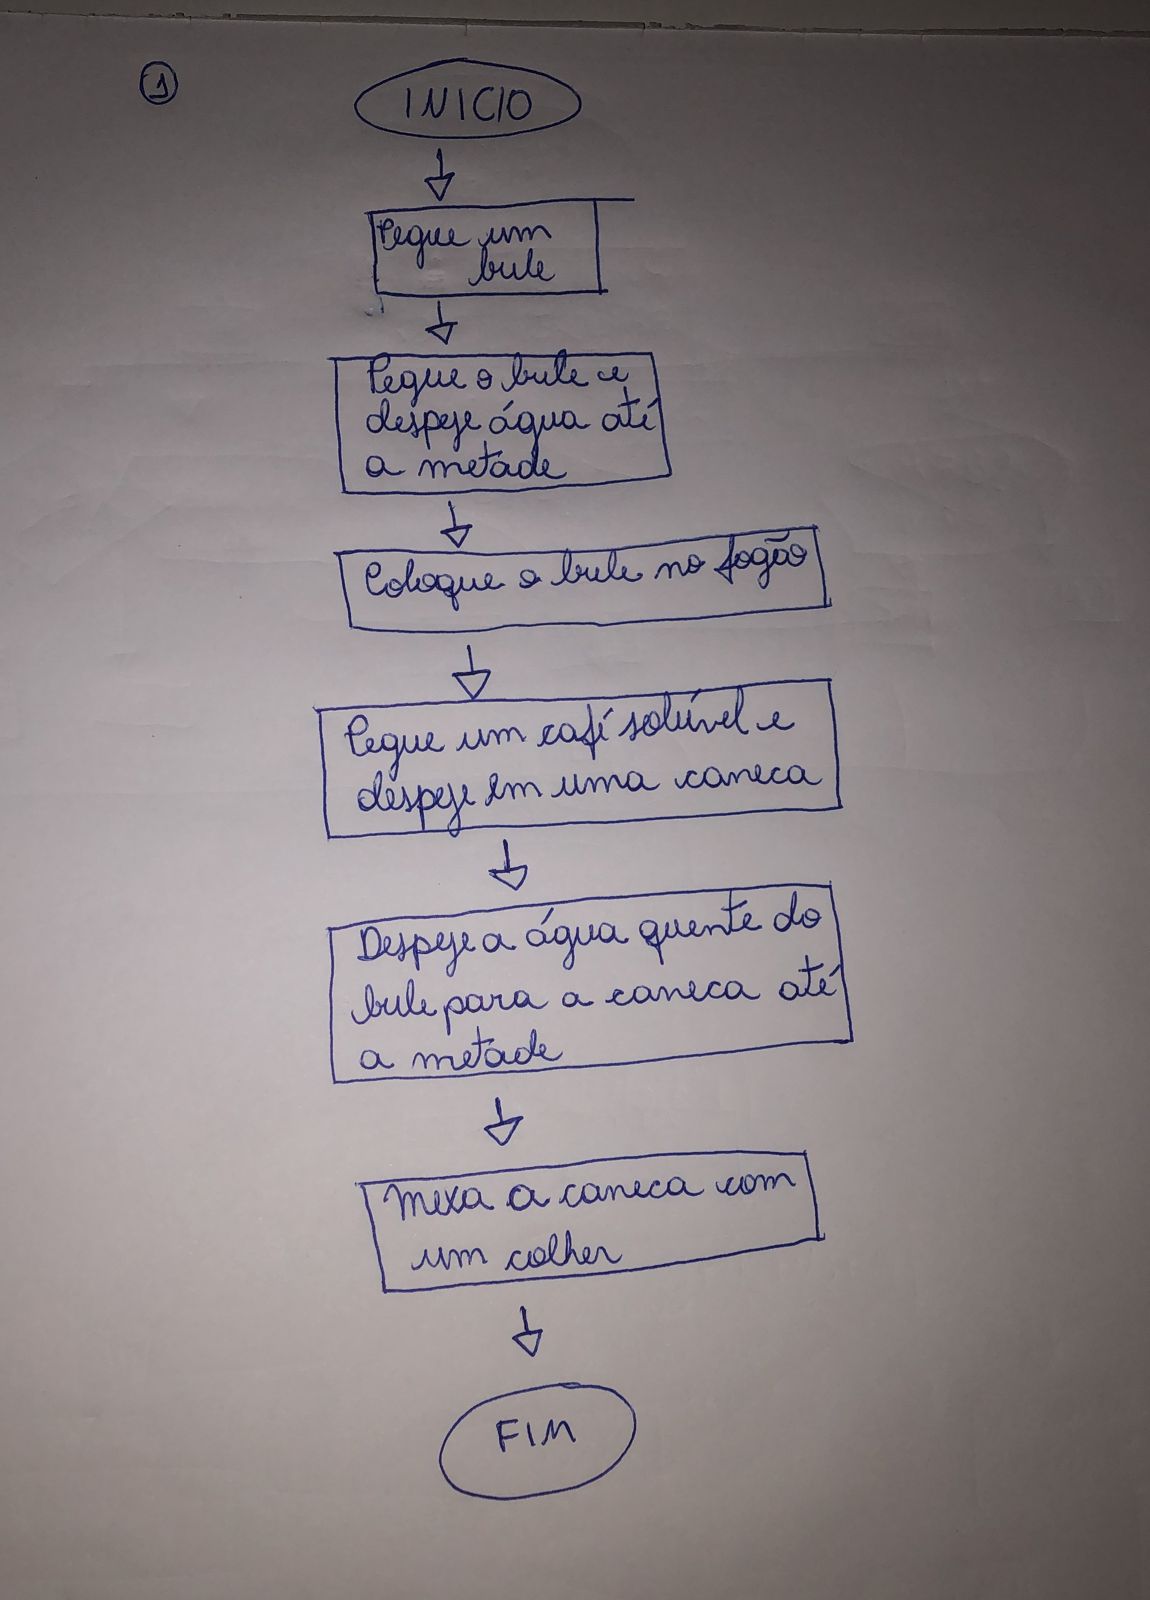 1
INICIO
Pegue um
bule
Pegue o bule e
despeje água até
a metade
Coloque o bule no fogão
Pegue um café solúvel e
despeje em uma caneca
Despeje a água quente do
bule para a caneca até
a metade
Mexa a caneca com
um colher
FIM